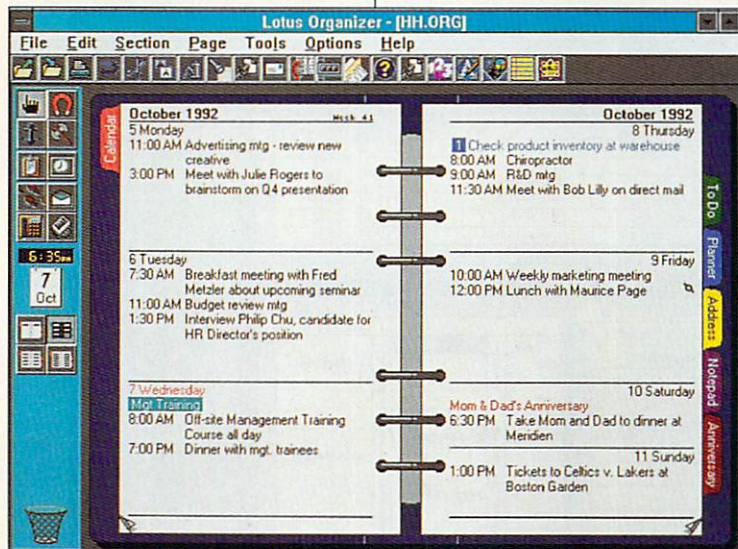 Lotus Organizer - [HH.ORG]
File Edit Section Page Tools Options Help
6:35pm
7
Oct
Calendar
October 1992 Week 41
5 Monday
11:00 AM Advertising mtg - review new
creative
3:00 PM Meet with Julie Rogers to
brainstorm on Q4 presentation
6 Tuesday
7:30 AM Breakfast meeting with Fred
Metzler about upcoming seminar
11:00 AM Budget review mtg
1:30 PM Interview Philip Chu, candidate for
HR Director's position
7 Wednesday
Mgt Training
8:00 AM Off-site Management Training
Course all day
7:00 PM Dinner with mgt. trainees
October 1992
8 Thursday
1 Check product inventory at warehouse
8:00 AM Chiropractor
9:00 AM R&D mtg
11:30 AM Meet with Bob Lilly on direct mail
9 Friday
10:00 AM Weekly marketing meeting
12:00 PM Lunch with Maurice Page
10 Saturday
Mom & Dad's Anniversary
6:30 PM Take Mom and Dad to dinner at
Meridien
11 Sunday
1:00 PM Tickets to Celtics v. Lakers at
Boston Garden
To Do
Planner
Address
Notepad
Anniversary